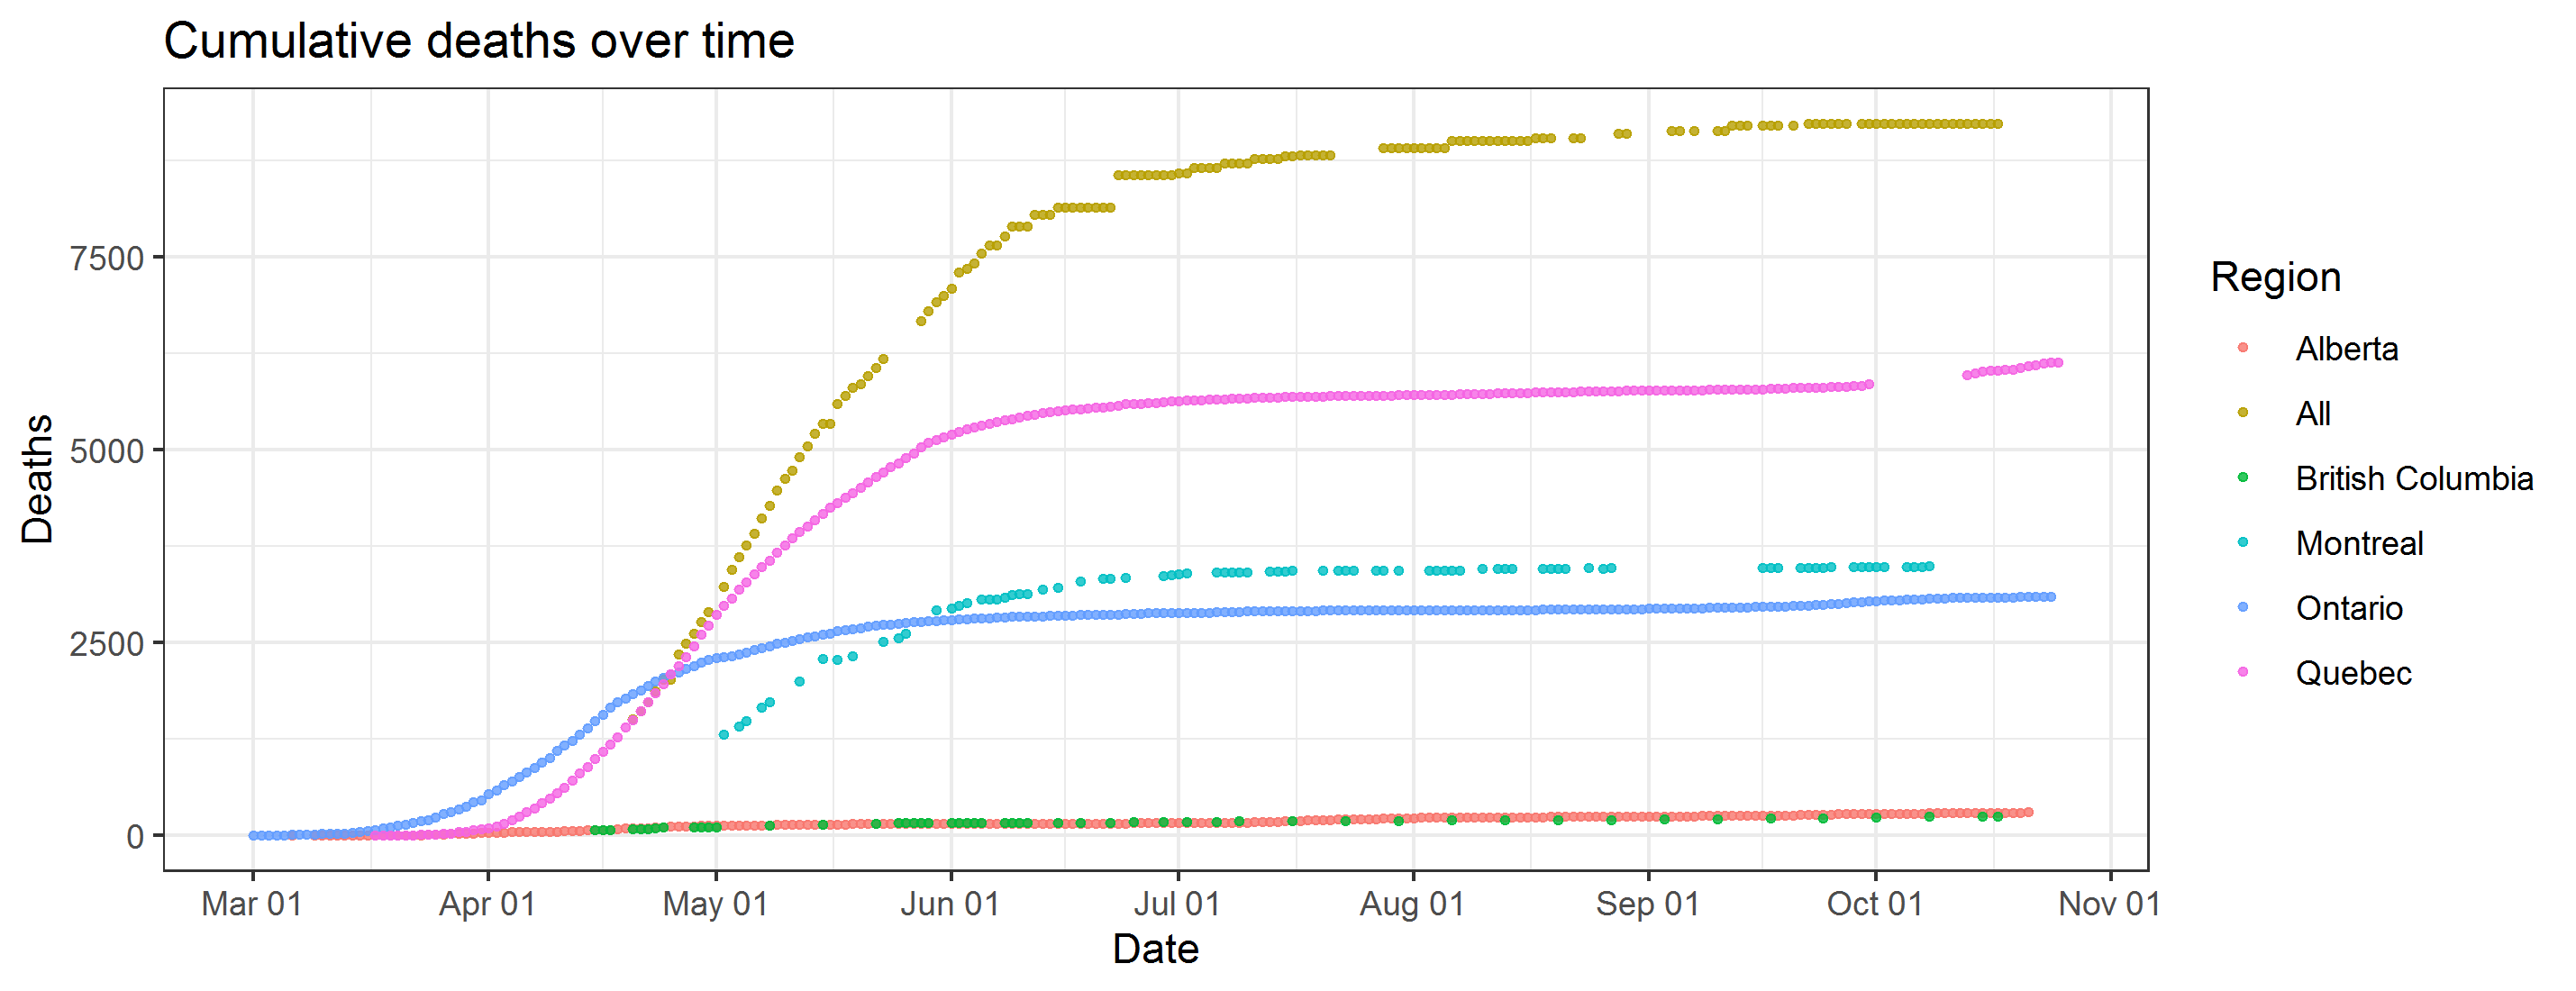 Cumulative deaths over time
Deaths
7500
5000
2500
0
Mar 01
Apr 01
May 01
Jun 01
Jul 01
Aug 01
Sep 01
Oct 01
Nov 01
Date
Region
Alberta
All
British Columbia
Montreal
Ontario
Quebec